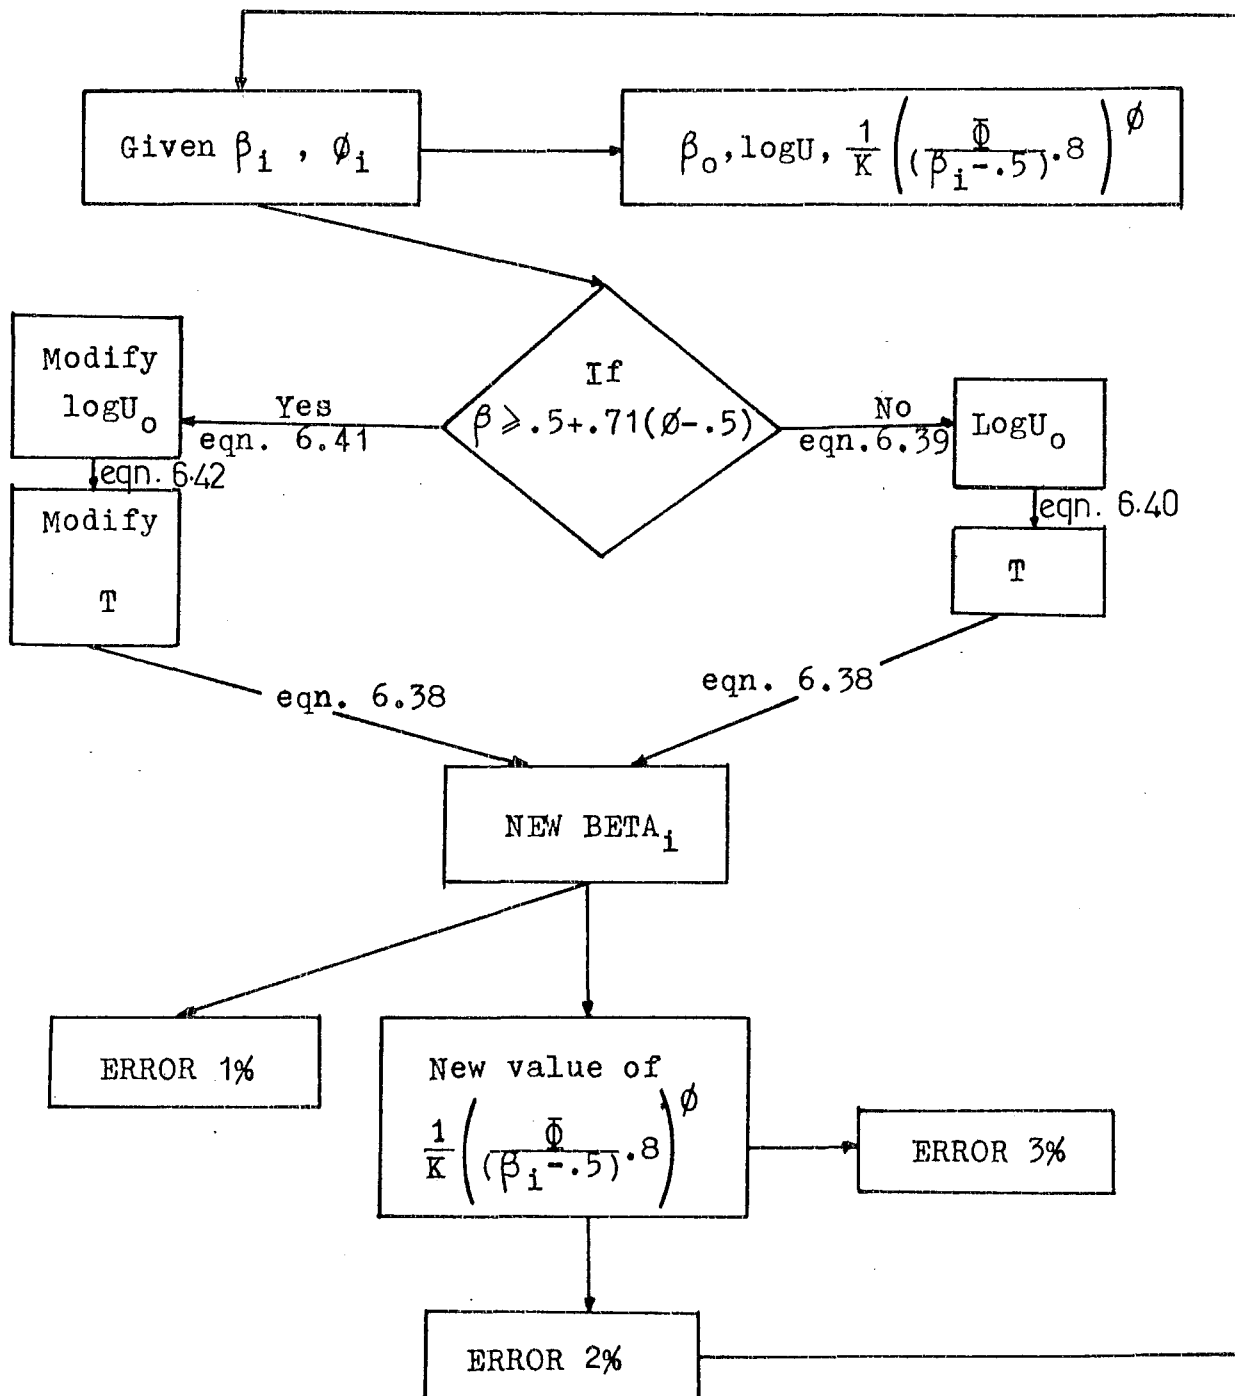 Given βi , øi
βo, logU, 1/K (Φ/(βi-.5).8)^ø
If
β ⩾ .5+.71(ø-.5)
Modify
logUo
Yes
eqn. 6.41
No
eqn.6.39
LogUo
eqn. 6.42
eqn. 6.40
Modify
T
T
eqn. 6.38
eqn. 6.38
NEW BETAi
ERROR 1%
New value of
1/K (Φ/(βi-.5).8)^ø
ERROR 3%
ERROR 2%